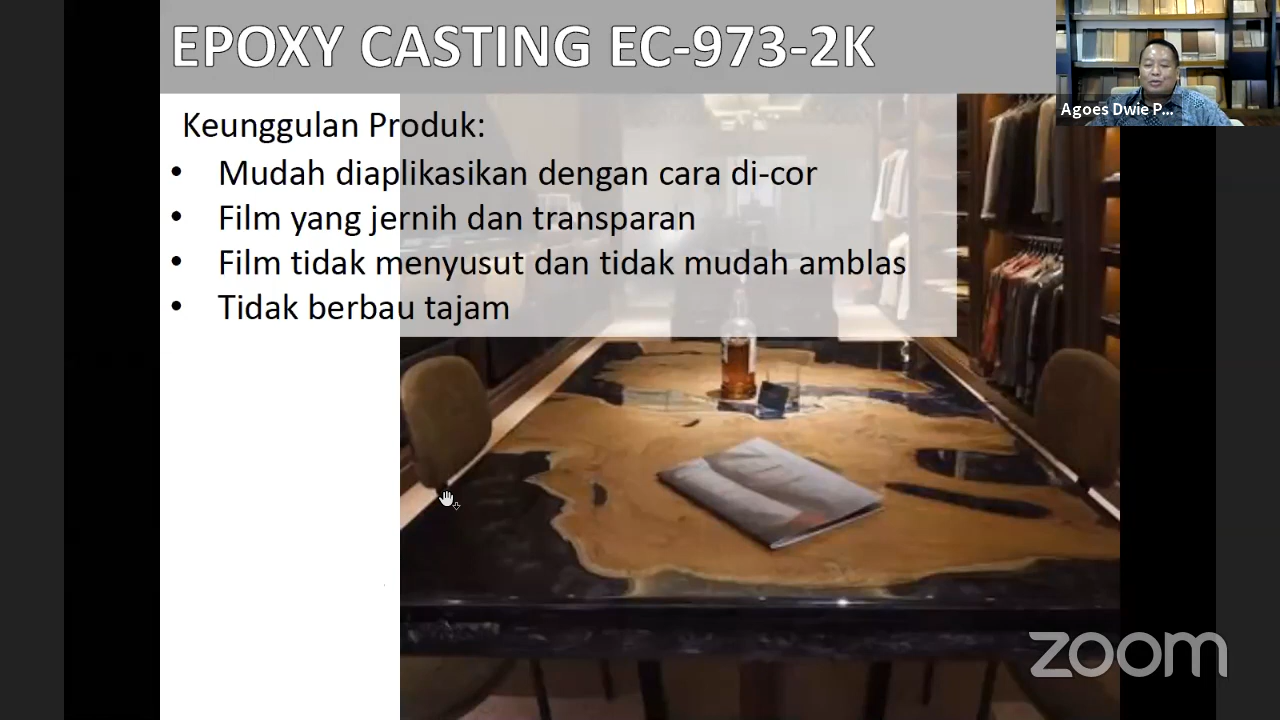 EPOXY CASTING EC-973-2K
Agoes Dwie P...
Keunggulan Produk:
• Mudah diaplikasikan dengan cara di-cor
• Film yang jernih dan transparan
• Film tidak menyusut dan tidak mudah amblas
• Tidak berbau tajam
zoom